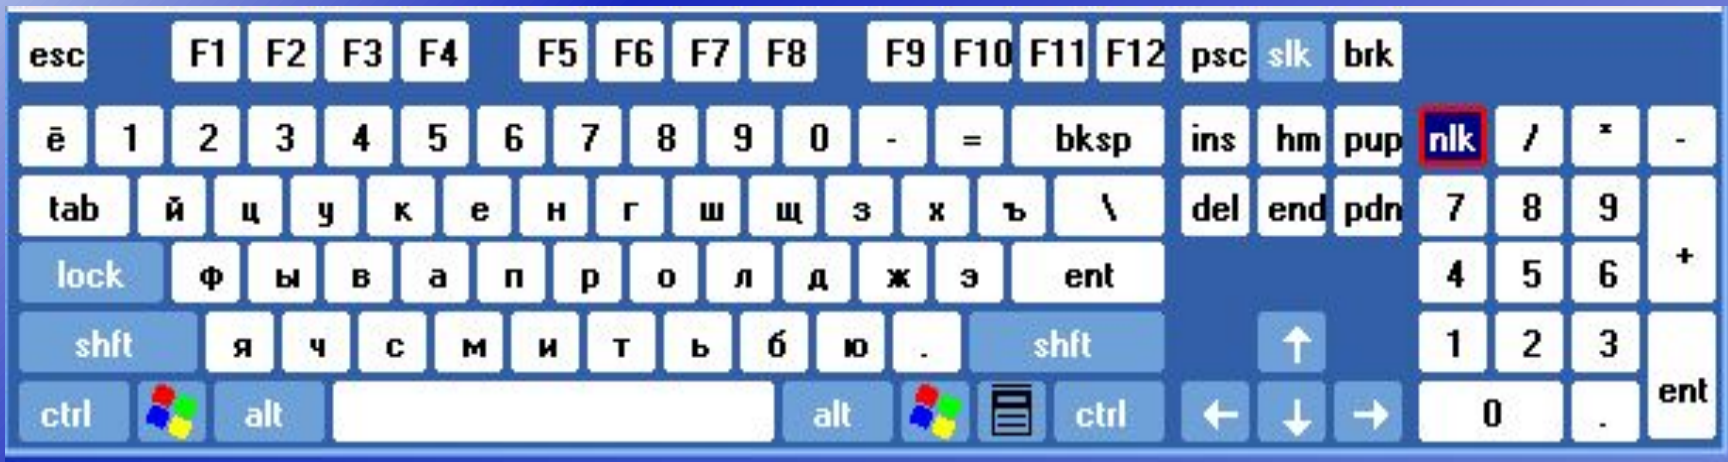 esc F1 F2 F3 F4 F5 F6 F7 F8 F9 F10 F11 F12 psc slk brk
ё 1 2 3 4 5 6 7 8 9 0 - = bksp ins hm pup nlk / * -
tab й ц у к е н г ш щ з х ъ \ del end pdn 7 8 9
lock ф ы в а п р о л д ж э ent 4 5 6 +
shft я ч с м и т ь б ю . shft ↑ 1 2 3
ctrl alt alt ctrl ← ↓ → 0 . ent